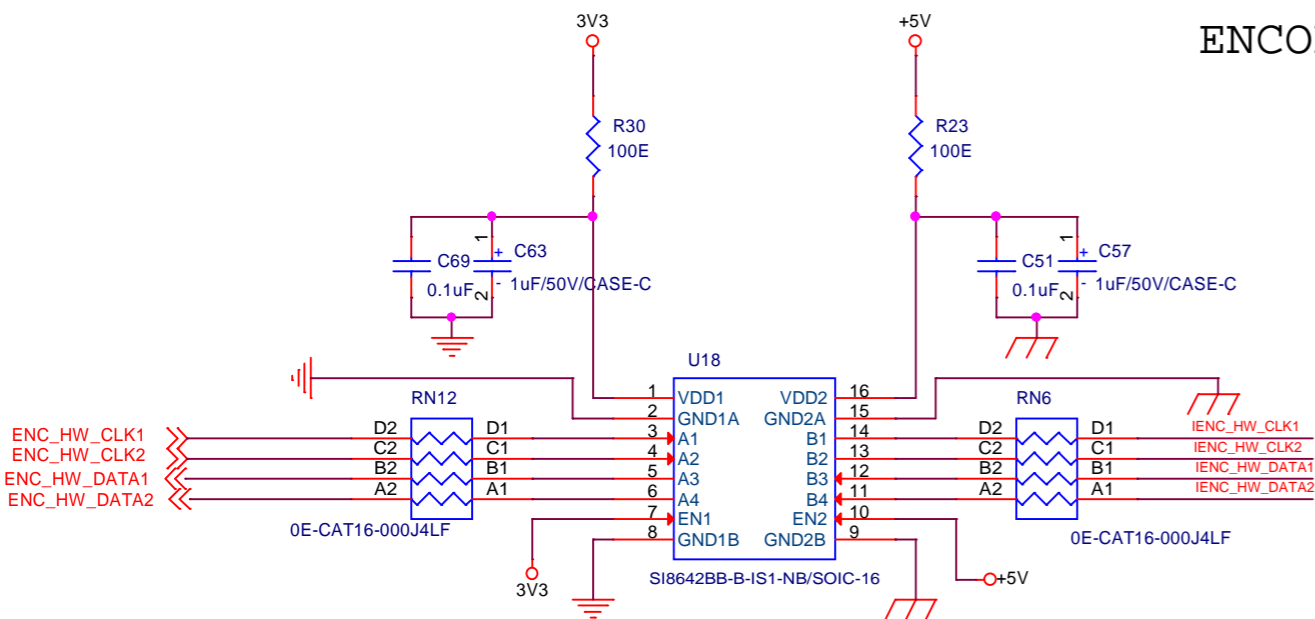 3V3
+5V
ENCO
R30
100E
R23
100E
C69
0.1uF
1
+
C63
-
1uF/50V/CASE-C
2
C51
0.1uF
1
+
C57
-
1uF/50V/CASE-C
2
U18
1 VDD1 VDD2 16
2 GND1A GND2A 15
3 A1 B1 14
4 A2 B2 13
5 A3 B3 12
6 A4 B4 11
7 EN1 EN2 10
8 GND1B GND2B 9
SI8642BB-B-IS1-NB/SOIC-16
RN12
D2 D1
C2 C1
B2 B1
A2 A1
0E-CAT16-000J4LF
ENC_HW_CLK1
ENC_HW_CLK2
ENC_HW_DATA1
ENC_HW_DATA2
RN6
D2 D1
C2 C1
B2 B1
A2 A1
0E-CAT16-000J4LF
IENC_HW_CLK1
IENC_HW_CLK2
IENC_HW_DATA1
IENC_HW_DATA2
3V3
+5V